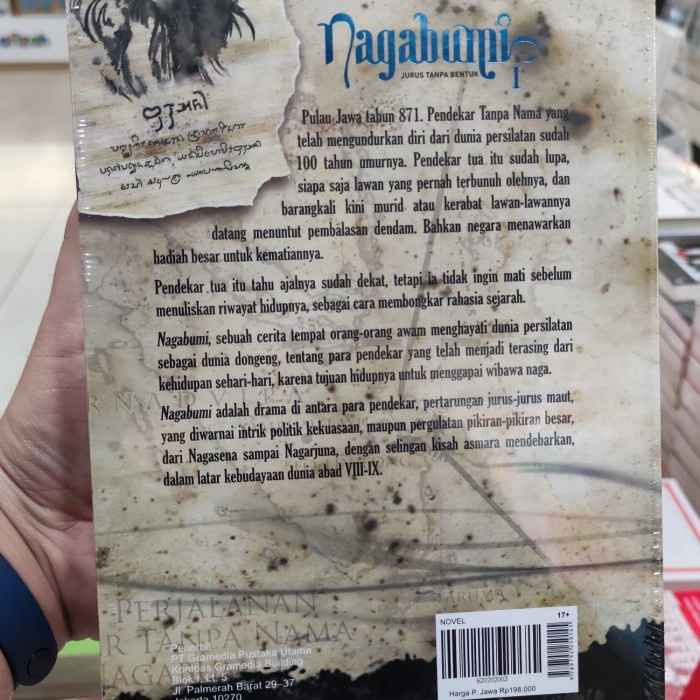 Nagabumi
JURUS TANPA BENTUK
I
Pulau Jawa tahun 871. Pendekar Tanpa Nama yang
telah mengundurkan diri dari dunia persilatan sudah
100 tahun umurnya. Pendekar tua itu sudah lupa,
siapa saja lawan yang pernah terbunuh olehnya, dan
barangkali kini murid atau kerabat lawan-lawannya
datang menuntut pembalasan dendam. Bahkan negara menawarkan
hadiah besar untuk kematiannya.
Pendekar tua itu tahu ajalnya sudah dekat, tetapi ia tidak ingin mati sebelum
menuliskan riwayat hidupnya, sebagai cara membongkar rahasia sejarah.
Nagabumi, sebuah cerita tempat orang-orang awam menghayati dunia persilatan
sebagai dunia dongeng, tentang para pendekar yang telah menjadi terasing dari
kehidupan sehari-hari, karena tujuan hidupnya untuk menggapai wibawa naga.
Nagabumi adalah drama di antara para pendekar, pertarungan jurus-jurus maut,
yang diwarnai intrik politik kekuasaan, maupun pergulatan pikiran-pikiran besar,
dari Nagasena sampai Nagarjuna, dengan selingan kisah asmara mendebarkan,
dalam latar kebudayaan dunia abad VIII-IX.
TARUMA
PERJALANAN
R TANPA NAMA
Penerbit
PT Gramedia Pustaka Utama
Kompas Gramedia Building
Blok I, Lt. 5
Jl. Palmerah Barat 29-37
Jakarta 10270
NOVEL
17+
620202003
Harga P. Jawa Rp198.000